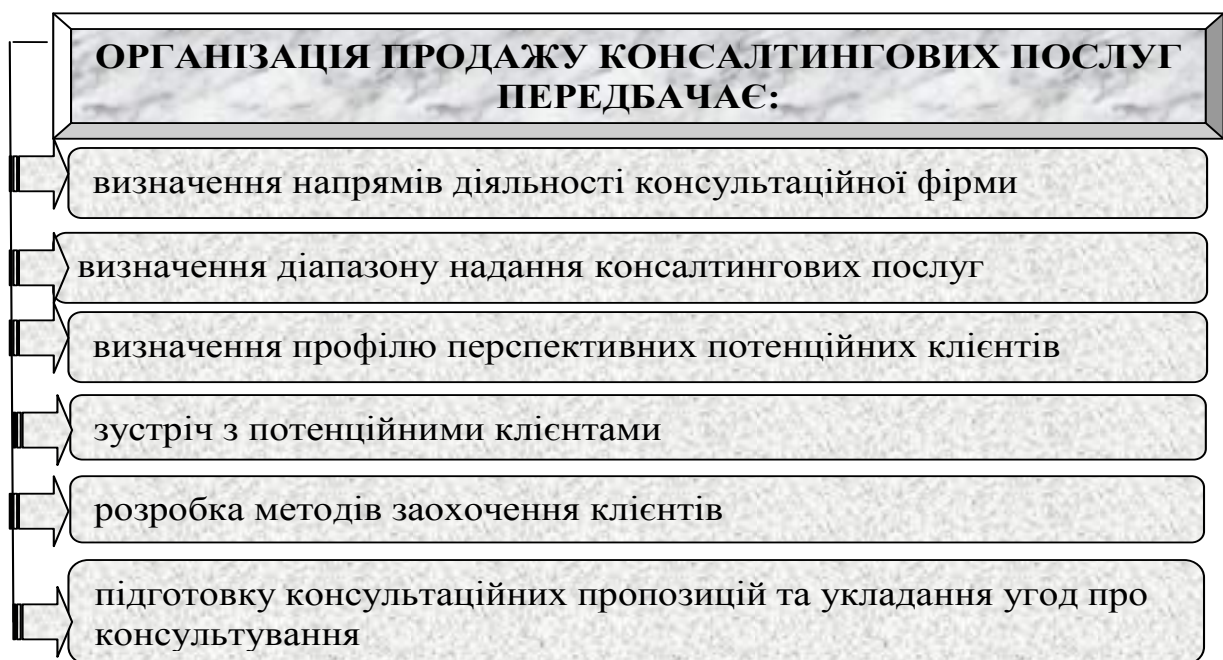 ОРГАНІЗАЦІЯ ПРОДАЖУ КОНСАЛТИНГОВИХ ПОСЛУГ
ПЕРЕДБАЧАЄ:
визначення напрямів діяльності консультаційної фірми
визначення діапазону надання консалтингових послуг
визначення профілю перспективних потенційних клієнтів
зустріч з потенційними клієнтами
розробка методів заохочення клієнтів
підготовку консультаційних пропозицій та укладання угод про
консультування